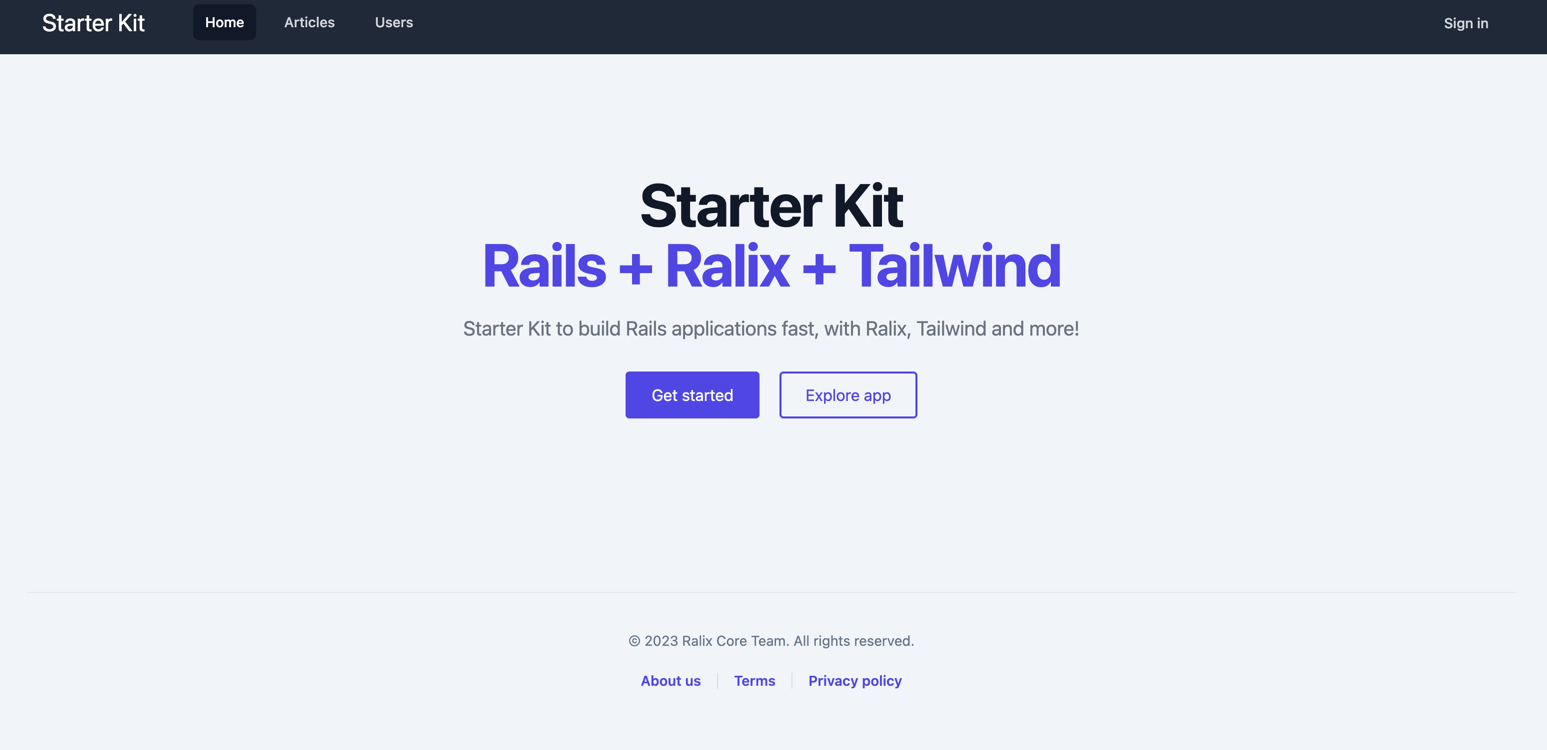 Starter Kit Home Articles Users Sign in
Starter Kit
Rails + Ralix + Tailwind
Starter Kit to build Rails applications fast, with Ralix, Tailwind and more!
Get started Explore app
© 2023 Ralix Core Team. All rights reserved.
About us Terms Privacy policy